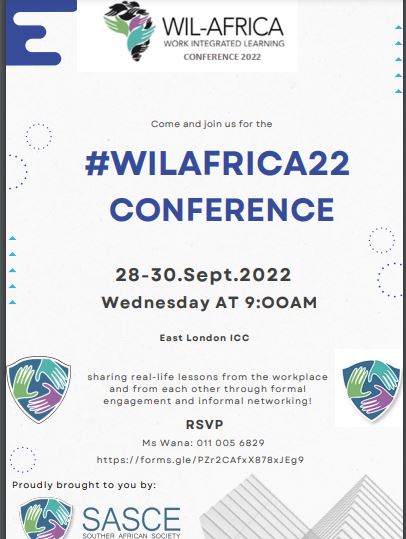 WIL-AFRICA
WORK INTEGRATED LEARNING
CONFERENCE 2022
Come and join us for the
#WILAFRICA22
CONFERENCE
28-30.Sept.2022
Wednesday AT 9:00AM
East London ICC
sharing real-life lessons from the workplace
and from each other through formal
engagement and informal networking!
RSVP
Ms Wana: 011 005 6829
https://forms.gle/PZr2CAfxX878xJEg9
Proudly brought to you by:
SASCE
SOUTHER AFRICAN SOCIETY